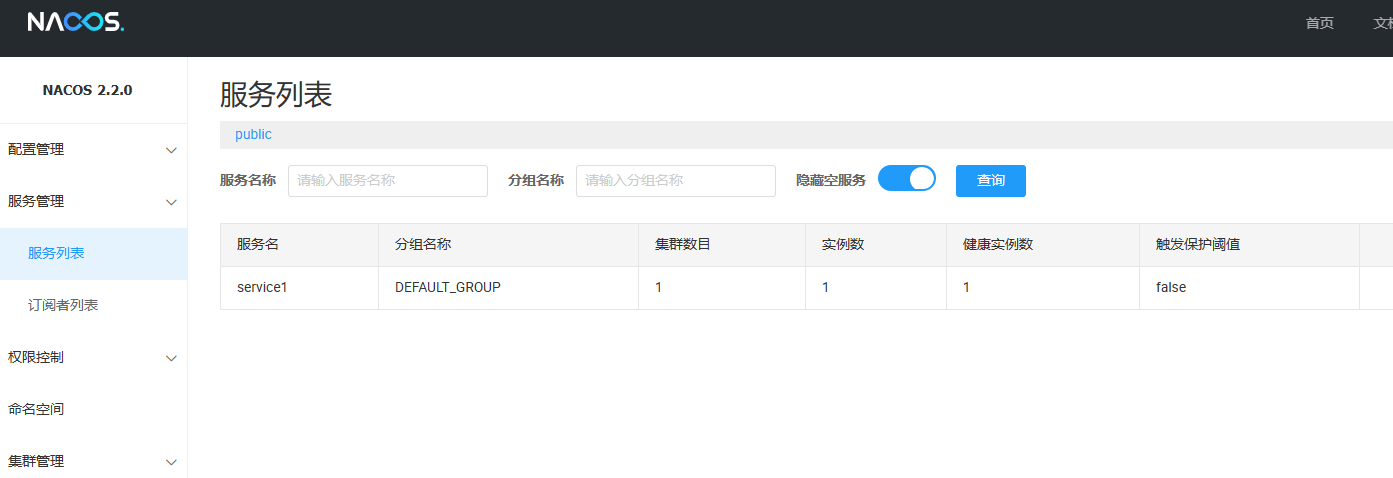 NACOS.
首页
NACOS 2.2.0
配置管理
服务管理
服务列表
订阅者列表
权限控制
命名空间
集群管理
服务列表
public
服务名称 请输入服务名称 分组名称 请输入分组名称 隐藏空服务 查询
服务名 分组名称 集群数目 实例数 健康实例数 触发保护阈值
service1 DEFAULT_GROUP 1 1 1 false